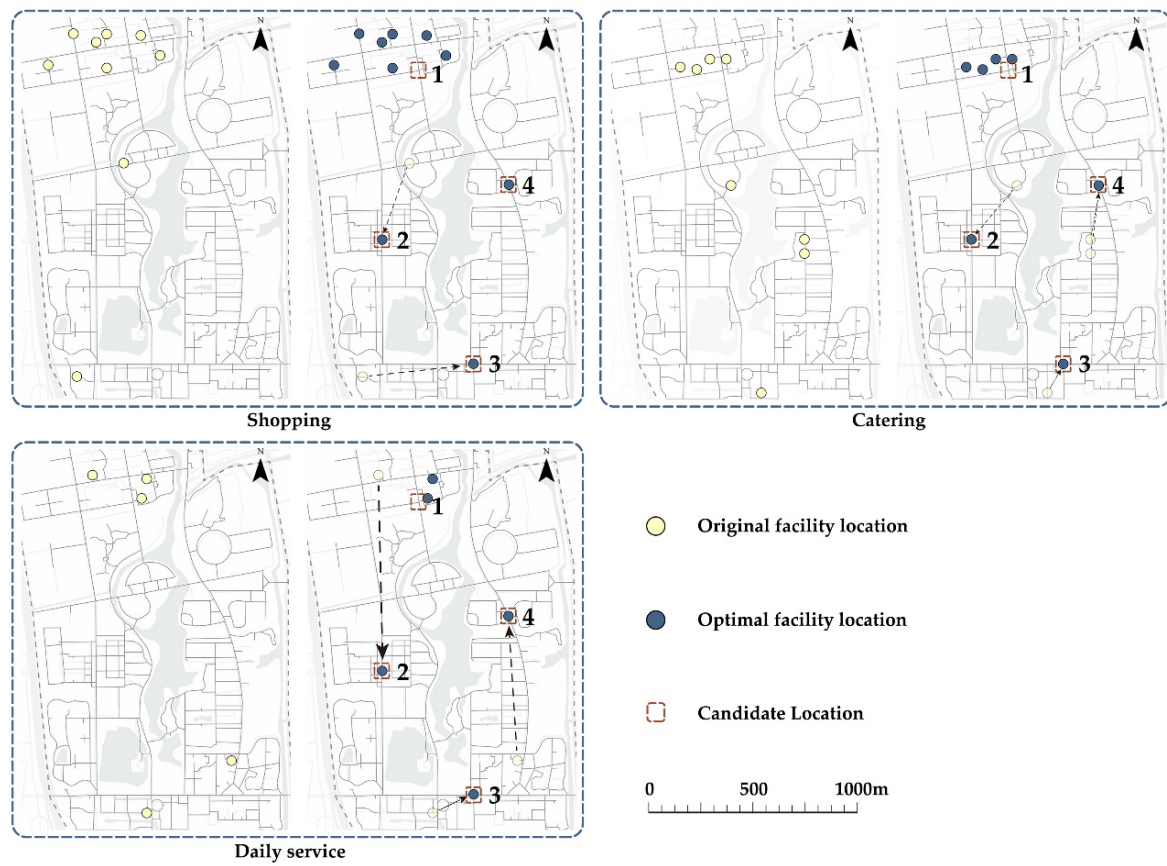 N
N
1
4
2
3
Shopping
N
N
1
4
2
3
Catering
N
N
1
4
2
3
Daily service
Original facility location
Optimal facility location
Candidate Location
0 500 1000m